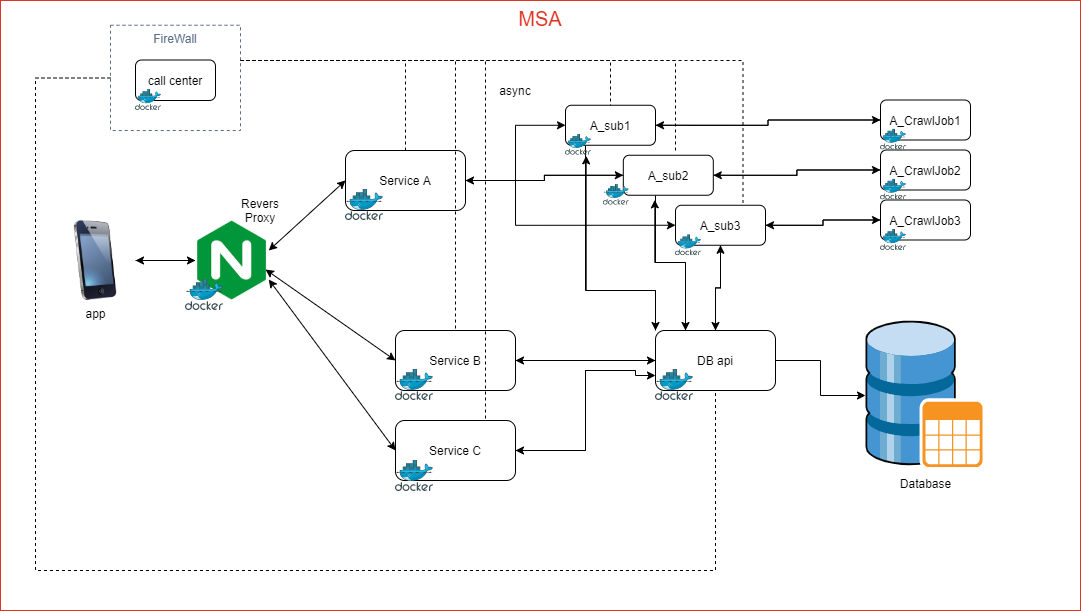 MSA
FireWall
call center
docker
async
A_sub1
docker
A_CrawlJob1
docker
Service A
docker
A_sub2
docker
A_CrawlJob2
docker
Revers
Proxy
N
docker
A_sub3
docker
A_CrawlJob3
docker
app
Service B
docker
DB api
docker
Service C
docker
Database